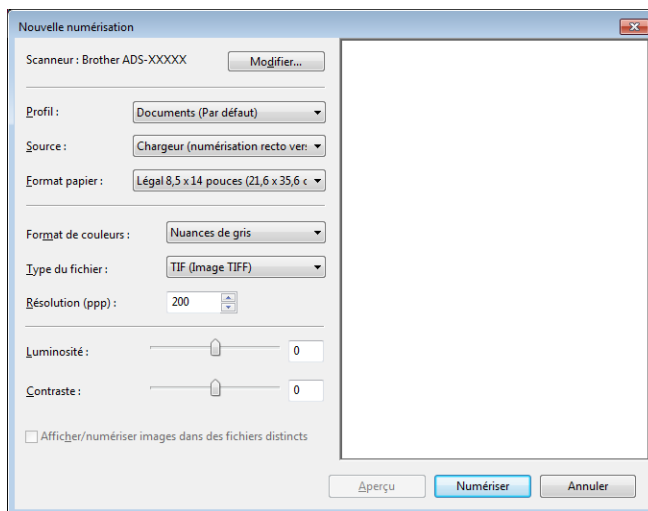 Nouvelle numérisation
Scanneur : Brother ADS-XXXXX
Modifier...
Profil :
Documents (Par défaut)
Source :
Chargeur (numérisation recto ver
Format papier :
Légal 8,5 x 14 pouces (21,6 x 35,6 c
Format de couleurs :
Nuances de gris
Type du fichier :
TIF (Image TIFF)
Résolution (ppp) :
200
Luminosité :
0
Contraste :
0
Afficher/numériser images dans des fichiers distincts
Aperçu
Numériser
Annuler